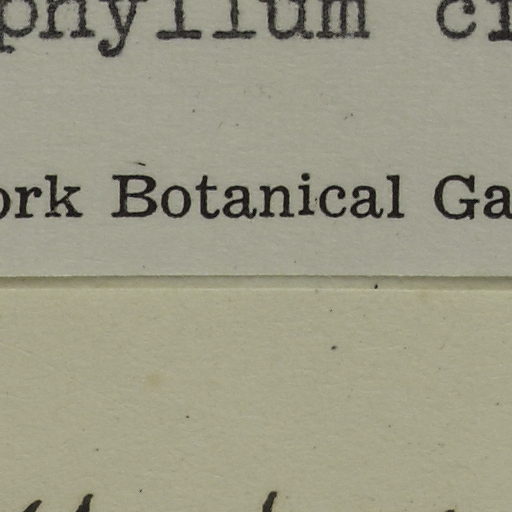 phyllum ci
ork Botanical Ga